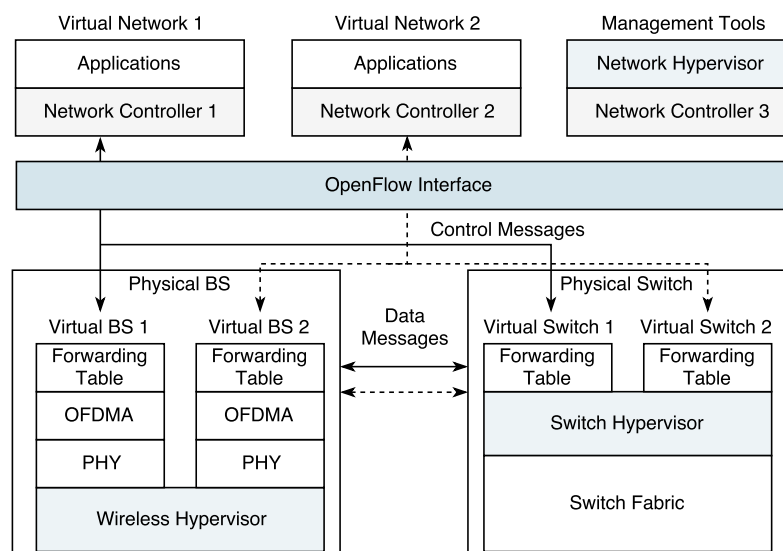 Virtual Network 1
Virtual Network 2
Management Tools
Applications
Applications
Network Hypervisor
Network Controller 1
Network Controller 2
Network Controller 3
OpenFlow Interface
Control Messages
Physical BS
Physical Switch
Data
Messages
Virtual BS 1
Virtual BS 2
Virtual Switch 1
Virtual Switch 2
Forwarding
Table
Forwarding
Table
Forwarding
Table
Forwarding
Table
OFDMA
OFDMA
Switch Hypervisor
PHY
PHY
Switch Fabric
Wireless Hypervisor